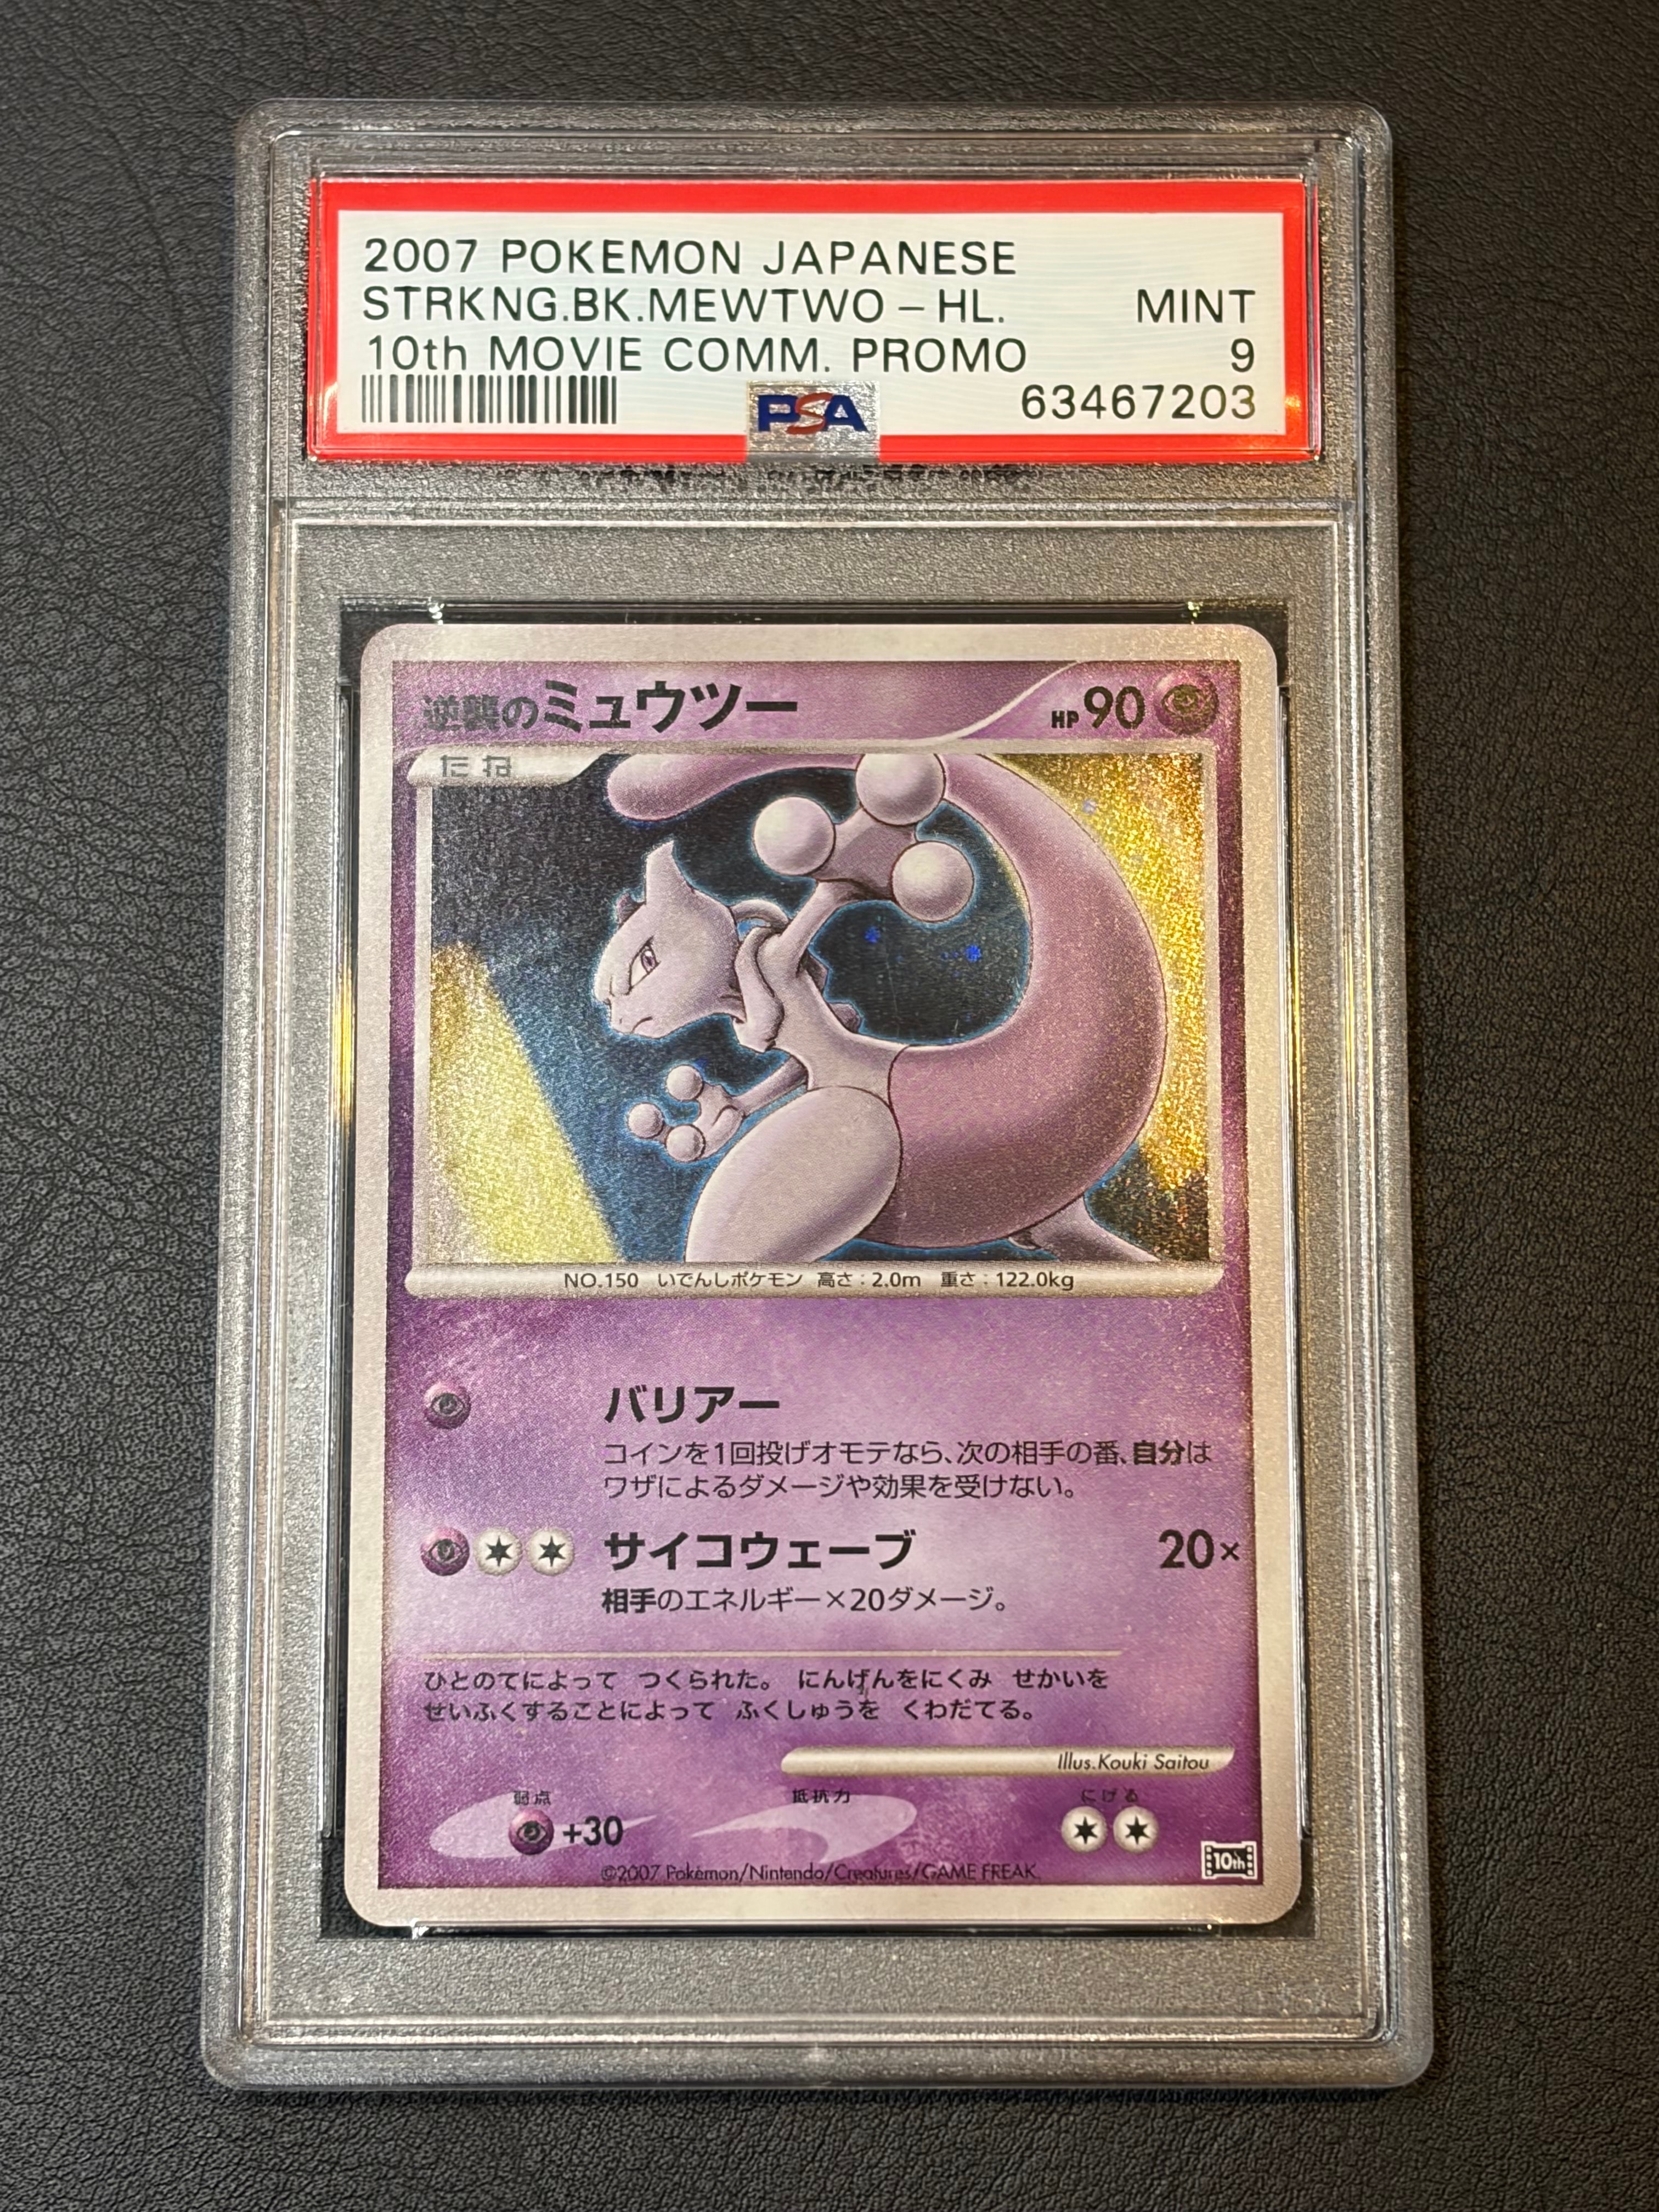 2007 POKEMON JAPANESE
STRKNG.BK.MEWTWO-HL. MINT
10th MOVIE COMM. PROMO 9
PSA 63467203
逆襲のミュウツー HP90
たね
NO.150 いでんしポケモン 高さ:2.0m 重さ:122.0kg
バリアー
コインを1回投げオモテなら、次の相手の番、自分は
ワザによるダメージや効果を受けない。
サイコウェーブ 20×
相手のエネルギー×20ダメージ。
ひとのてによって つくられた。 にんげんをにくみ せかいを
せいふくすることによって ふくしゅうを くわだてる。
Illus.Kouki Saitou
弱点 抵抗力 にげる
+30
10th
©2007 Pokémon/Nintendo/Creatures/GAME FREAK.